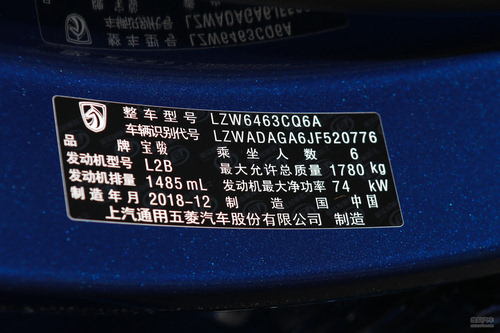 整车型号 LZW6463CQ6A
车辆识别代号 LZWADAGA6JF520776
品牌 宝骏 乘坐人数 6
发动机型号 L2B 最大允许总质量 1780 kg
发动机排量 1485 mL 发动机最大净功率 74 kW
制造年月 2018-12 制造国 中国
上汽通用五菱汽车股份有限公司 制造